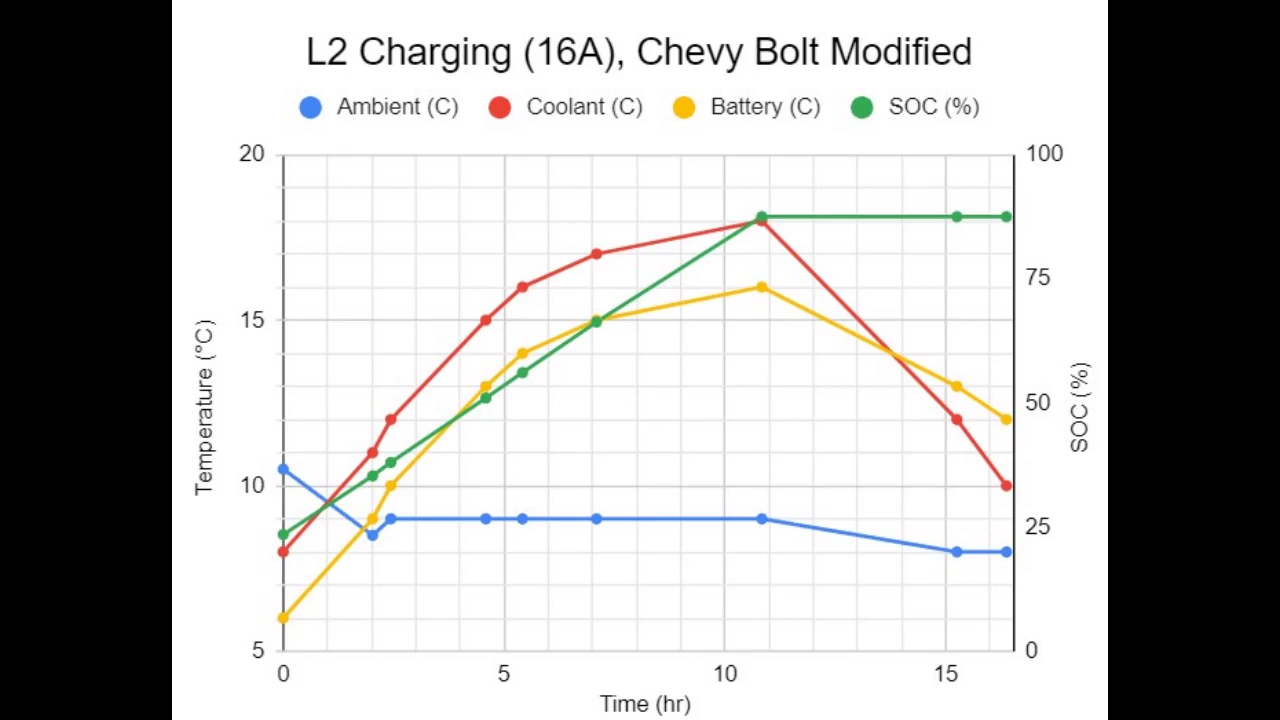 L2 Charging (16A), Chevy Bolt Modified
Ambient (C) Coolant (C) Battery (C) SOC (%)
20 100
75
15
50
10
25
5 0
0 5 10 15
Temperature (°C)
SOC (%)
Time (hr)